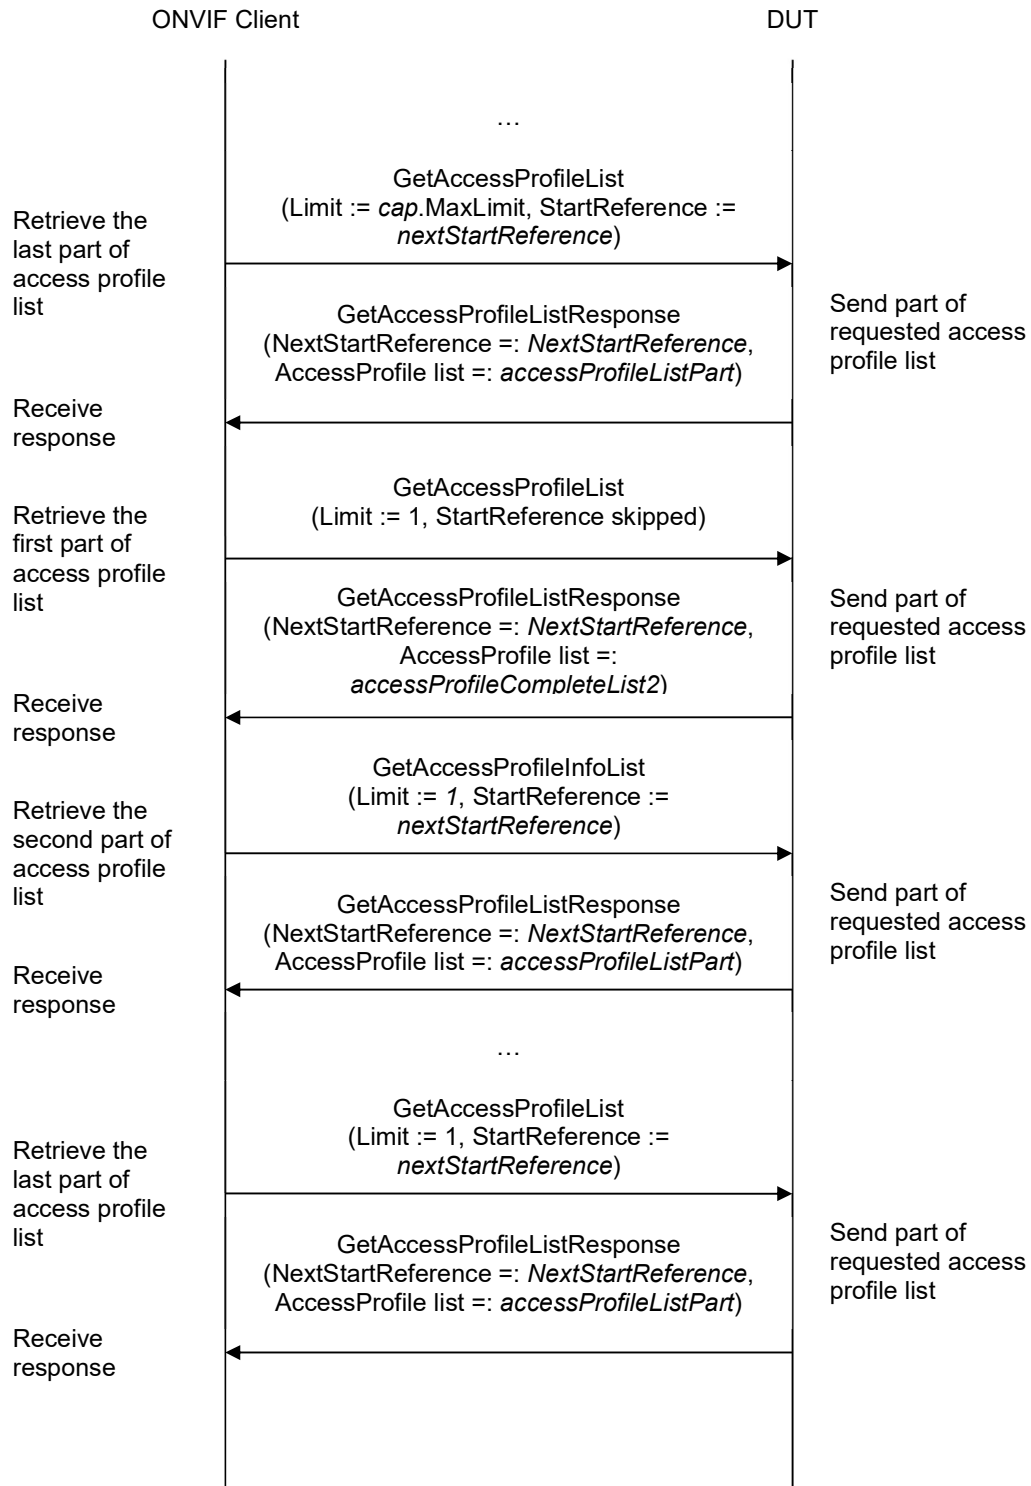 ONVIF Client
DUT
…
GetAccessProfileList
(Limit := cap.MaxLimit, StartReference :=
nextStartReference)
Retrieve the
last part of
access profile
list
GetAccessProfileListResponse
(NextStartReference =: NextStartReference,
AccessProfile list =: accessProfileListPart)
Send part of
requested access
profile list
Receive
response
GetAccessProfileList
(Limit := 1, StartReference skipped)
Retrieve the
first part of
access profile
list
GetAccessProfileListResponse
(NextStartReference =: NextStartReference,
AccessProfile list =:
accessProfileCompleteList2)
Send part of
requested access
profile list
Receive
response
GetAccessProfileInfoList
(Limit := 1, StartReference :=
nextStartReference)
Retrieve the
second part of
access profile
list
GetAccessProfileListResponse
(NextStartReference =: NextStartReference,
AccessProfile list =: accessProfileListPart)
Send part of
requested access
profile list
Receive
response
…
GetAccessProfileList
(Limit := 1, StartReference :=
nextStartReference)
Retrieve the
last part of
access profile
list
GetAccessProfileListResponse
(NextStartReference =: NextStartReference,
AccessProfile list =: accessProfileListPart)
Send part of
requested access
profile list
Receive
response